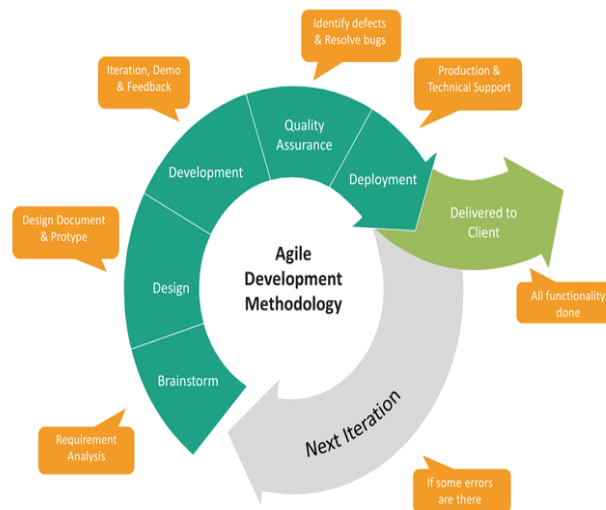 Identify defects
& Resolve bugs
Iteration, Demo
& Feedback
Production &
Technical Support
Quality
Assurance
Development
Deployment
Design Document
& Protype
Delivered to
Client
Agile
Development
Methodology
Design
All functionality
done
Brainstorm
Next Iteration
Requirement
Analysis
If some errors
are there